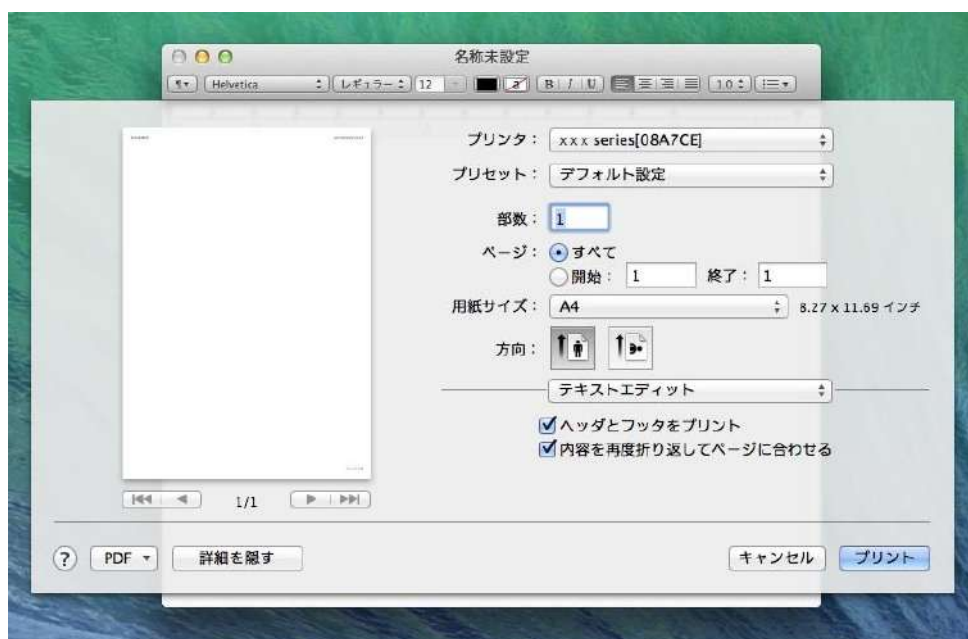 名称未設定
Helvetica レギュラー 12 a B I U 1.0
プリンタ： xxx series[08A7CE]
プリセット： デフォルト設定
部数： 1
ページ： すべて
開始： 1 終了： 1
用紙サイズ： A4 8.27 x 11.69 インチ
方向：
テキストエディット
ヘッダとフッタをプリント
内容を再度折り返してページに合わせる
1/1
? PDF 詳細を隠す キャンセル プリント